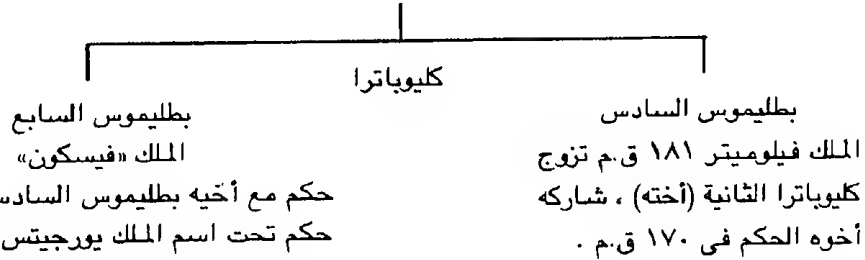 كليوباترا
بطليموس السادس
الملك فيلوميتر ١٨١ ق.م تزوج
كليوباترا الثانية (أخته) ، شاركه
أخوه الحكم فى ١٧٠ ق.م .
بطليموس السابع
الملك «فيسكون»
حكم مع أخيه بطليموس السادس
حكم تحت اسم الملك يورجيتس